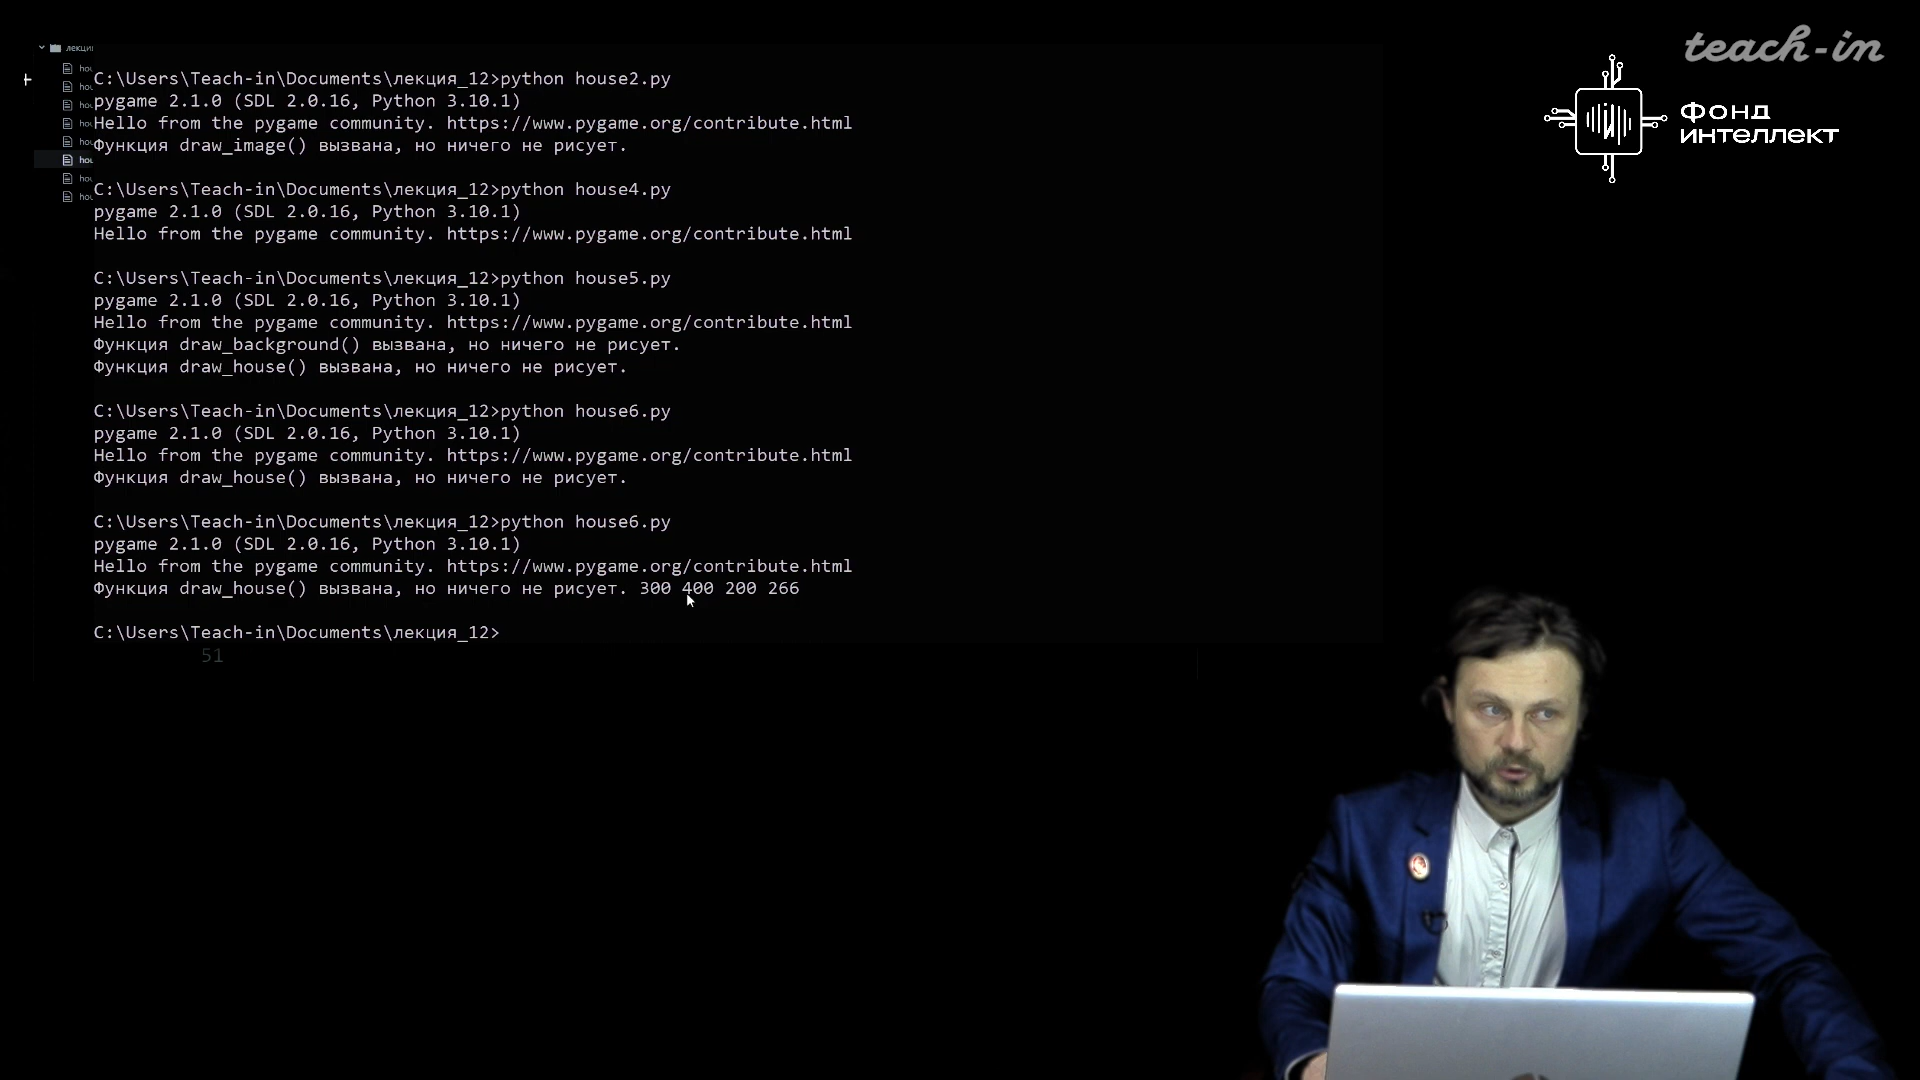 teach-in
Фонд
интеллект
лекци
C:\Users\Teach-in\Documents\лекция_12>python house2.py
pygame 2.1.0 (SDL 2.0.16, Python 3.10.1)
Hello from the pygame community. https://www.pygame.org/contribute.html
Функция draw_image() вызвана, но ничего не рисует.
C:\Users\Teach-in\Documents\лекция_12>python house4.py
pygame 2.1.0 (SDL 2.0.16, Python 3.10.1)
Hello from the pygame community. https://www.pygame.org/contribute.html
C:\Users\Teach-in\Documents\лекция_12>python house5.py
pygame 2.1.0 (SDL 2.0.16, Python 3.10.1)
Hello from the pygame community. https://www.pygame.org/contribute.html
Функция draw_background() вызвана, но ничего не рисует.
Функция draw_house() вызвана, но ничего не рисует.
C:\Users\Teach-in\Documents\лекция_12>python house6.py
pygame 2.1.0 (SDL 2.0.16, Python 3.10.1)
Hello from the pygame community. https://www.pygame.org/contribute.html
Функция draw_house() вызвана, но ничего не рисует.
C:\Users\Teach-in\Documents\лекция_12>python house6.py
pygame 2.1.0 (SDL 2.0.16, Python 3.10.1)
Hello from the pygame community. https://www.pygame.org/contribute.html
Функция draw_house() вызвана, но ничего не рисует. 300 400 200 266
C:\Users\Teach-in\Documents\лекция_12>
51